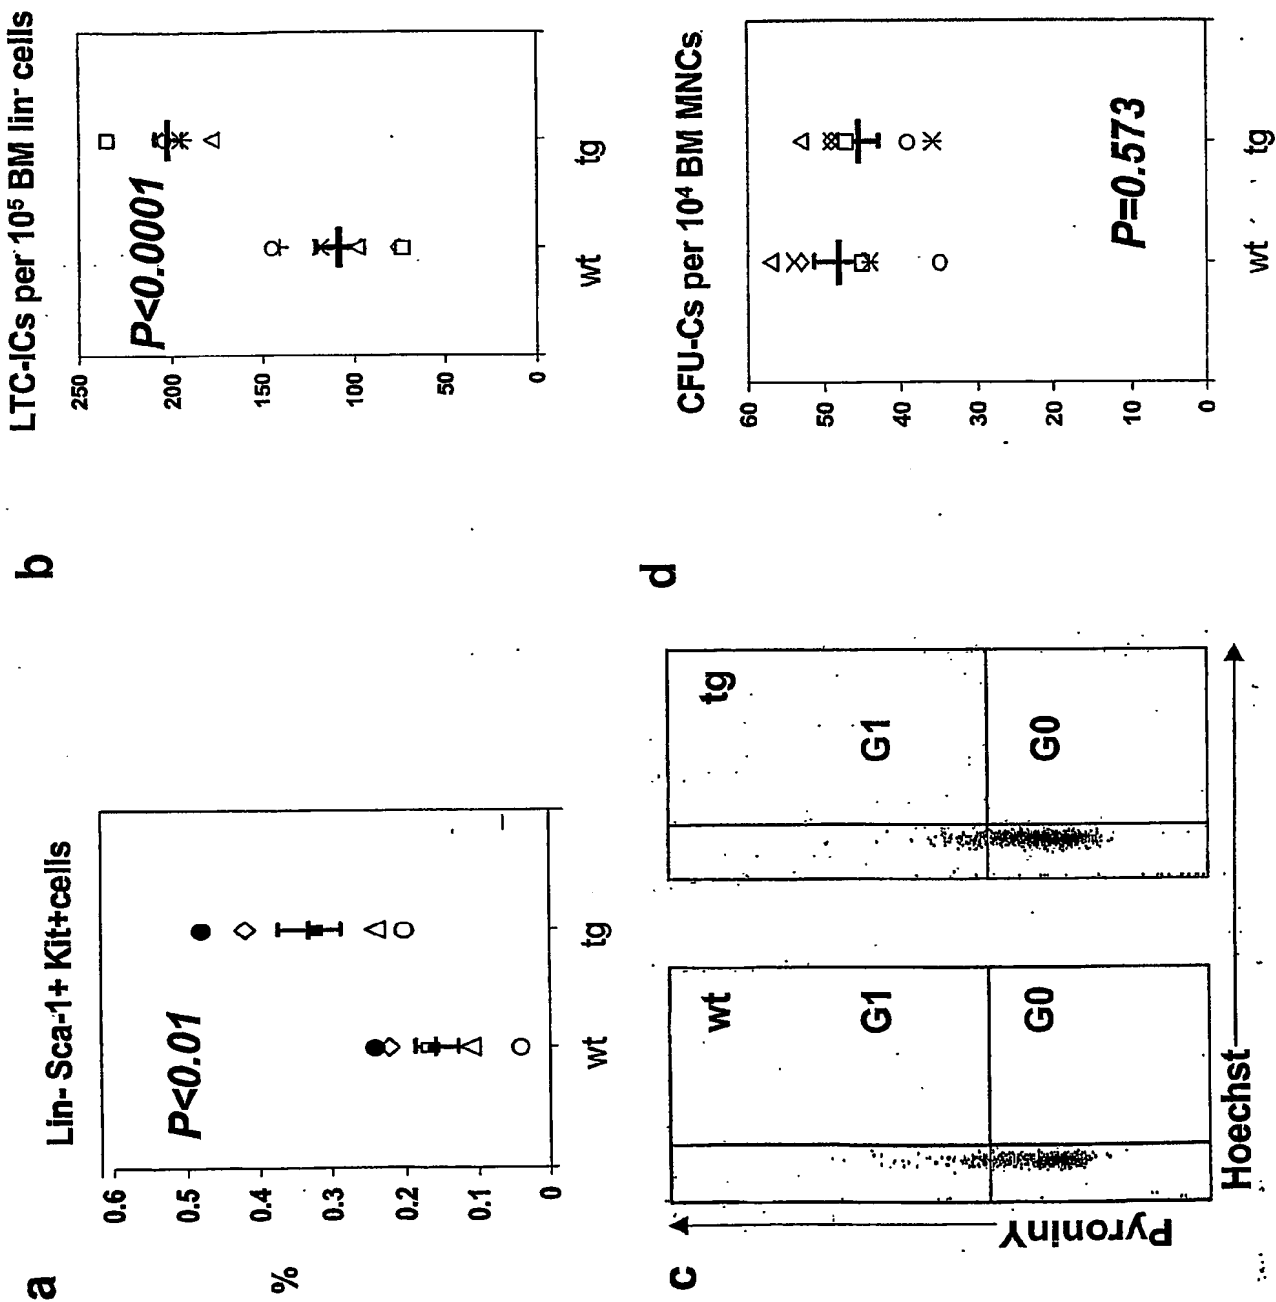 a
Lin- Sca-1+ Kit+cells
%
0.6
0.5
0.4
0.3
0.2
0.1
0
P<0.01
wt
tg
b
LTC-ICs per 10⁵ BM lin⁻ cells
250
200
150
100
50
0
P<0.0001
wt
tg
c
PyroninY
wt
G1
G0
tg
G1
G0
Hoechst
d
CFU-Cs per 10⁴ BM MNCs
60
50
40
30
20
10
0
P=0.573
wt
tg